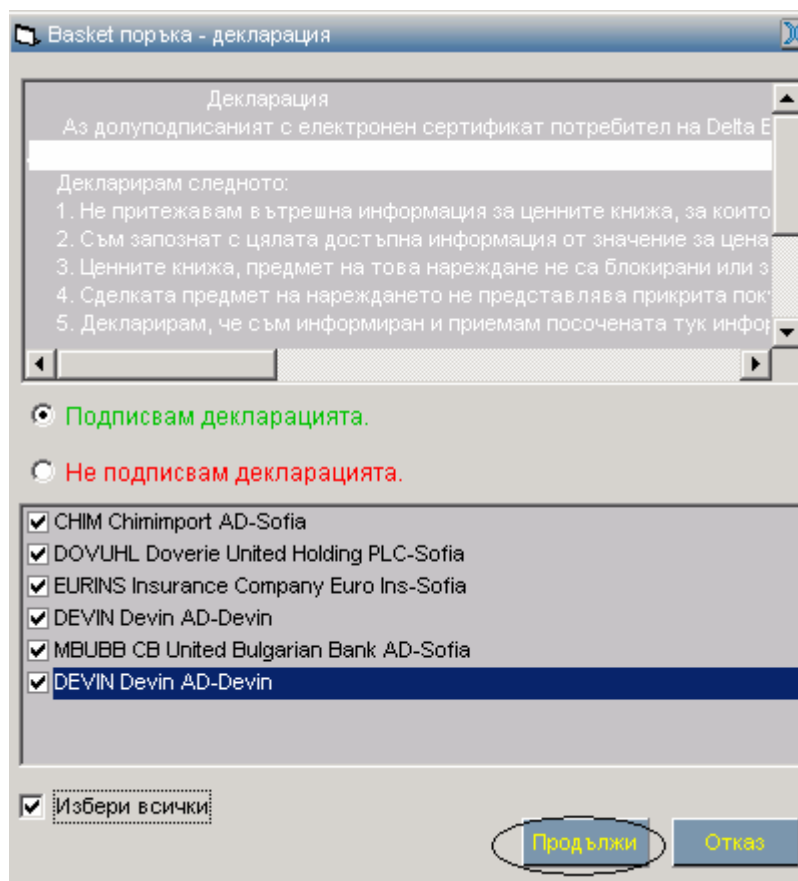 Basket поръка - декларация
Декларация
Аз долуподписаният с електронен сертификат потребител на Delta
Декларирам следното:
1. Не притежавам вътрешна информация за ценните книжа, за които
2. Съм запознат с цялата достъпна информация от значение за цена
3. Ценните книжа, предмет на това нареждане не са блокирани или з
4. Сделката предмет на нареждането не представлява прикрита
5. Декларирам, че съм информиран и приемам посочената тук
Подписвам декларацията.
Не подписвам декларацията.
CHIM Chimimport AD-Sofia
DOVUHL Doverie United Holding PLC-Sofia
EURINS Insurance Company Euro Ins-Sofia
DEVIN Devin AD-Devin
MBUBB CB United Bulgarian Bank AD-Sofia
DEVIN Devin AD-Devin
Избери всички
Продължи
Отказ